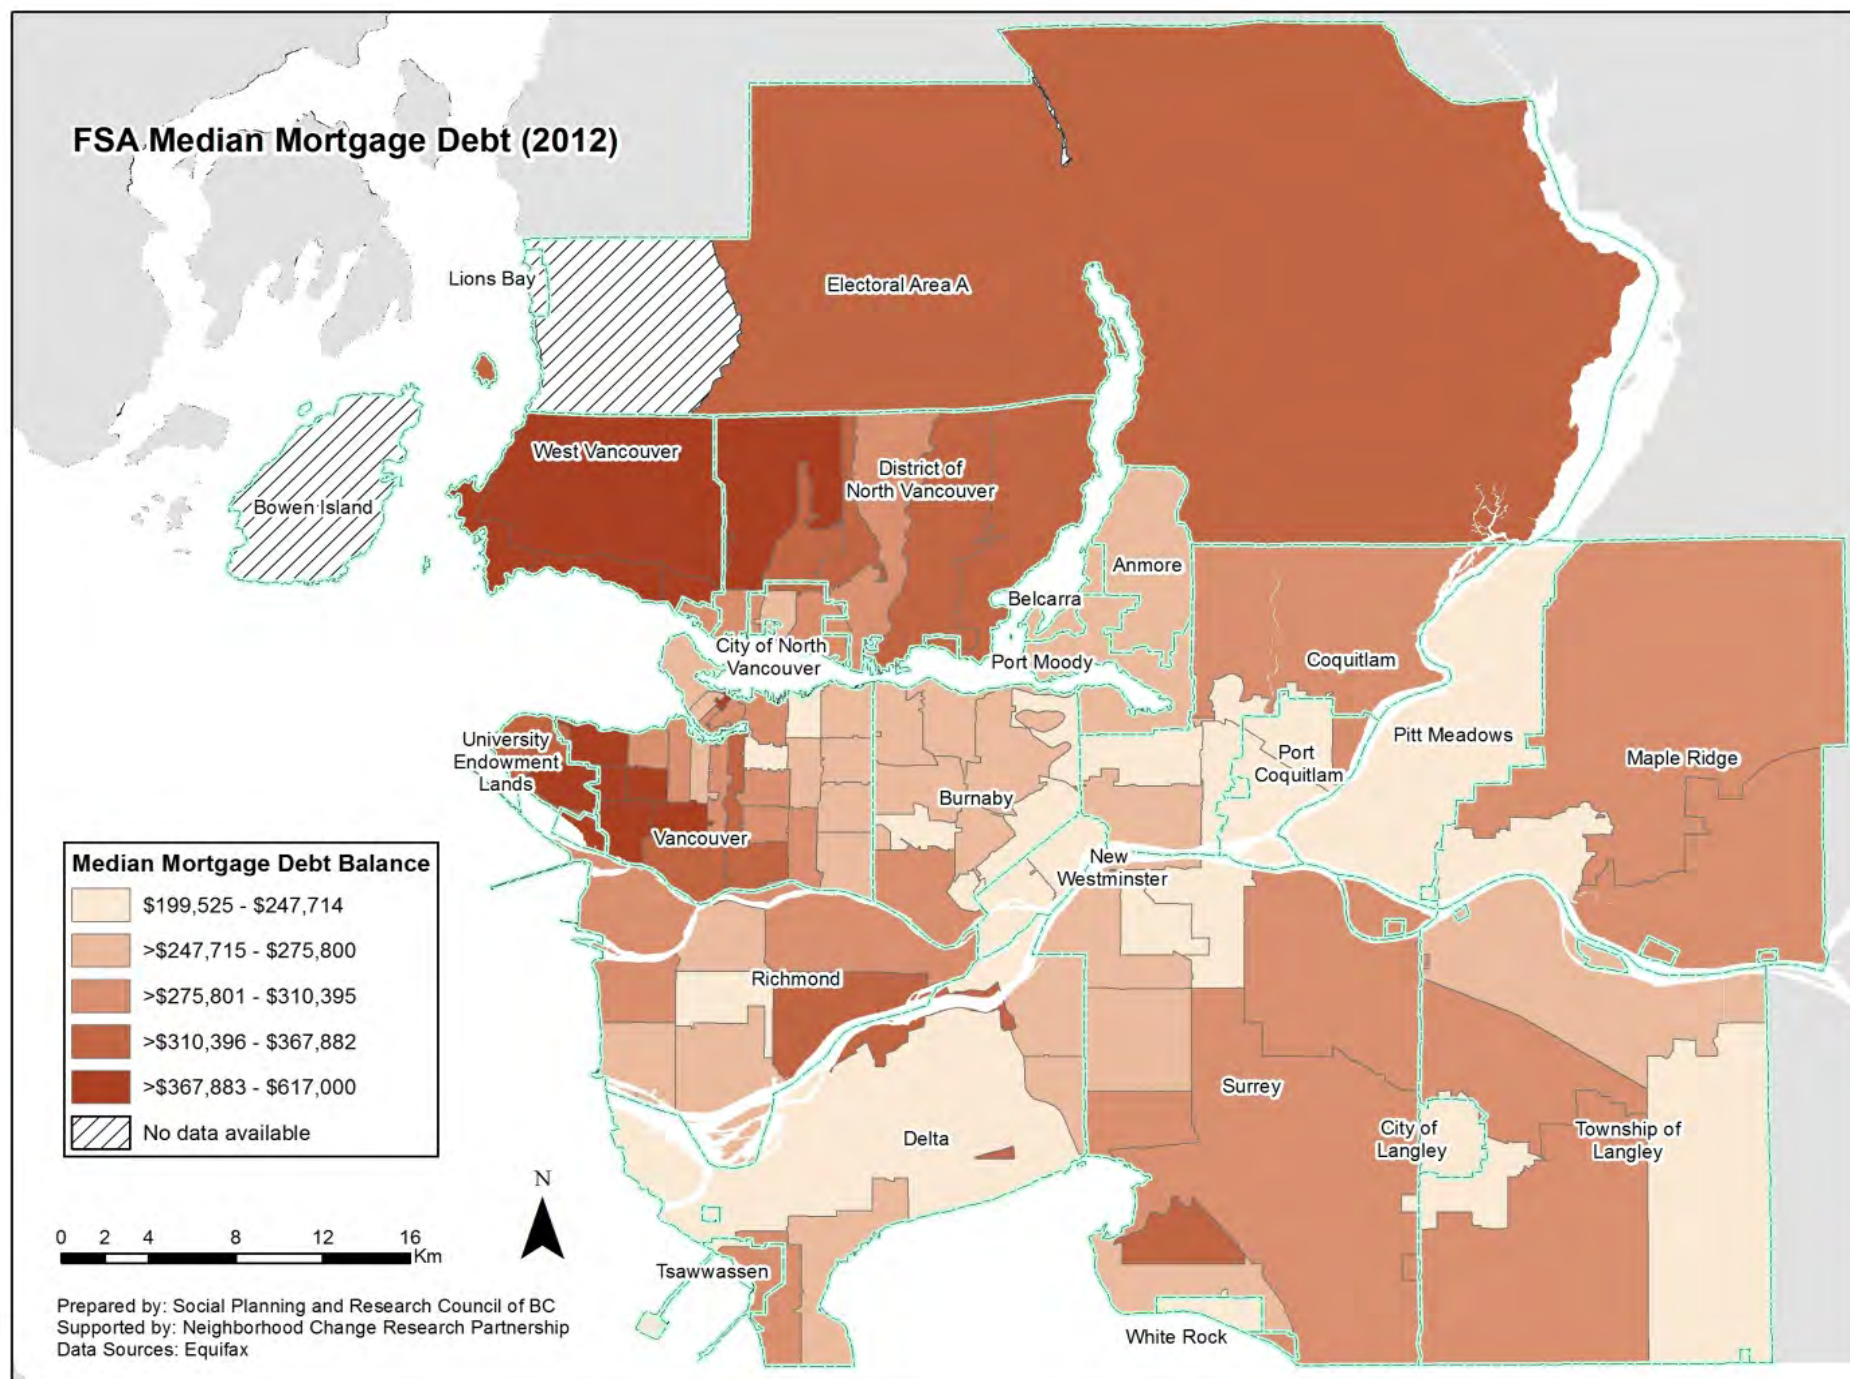 FSA Median Mortgage Debt (2012)
Lions Bay
Electoral Area A
West Vancouver
District of
North Vancouver
Bowen Island
Anmore
Belcarra
City of North
Vancouver
Port Moody
Coquitlam
University
Endowment
Lands
Pitt Meadows
Port
Coquitlam
Maple Ridge
Burnaby
Vancouver
New
Westminster
Richmond
Surrey
Delta
City of
Langley
Township of
Langley
Tsawwassen
White Rock
Median Mortgage Debt Balance
$199,525 - $247,714
>$247,715 - $275,800
>$275,801 - $310,395
>$310,396 - $367,882
>$367,883 - $617,000
No data available
N
0 2 4 8 12 16
Km
Prepared by: Social Planning and Research Council of BC
Supported by: Neighborhood Change Research Partnership
Data Sources: Equifax